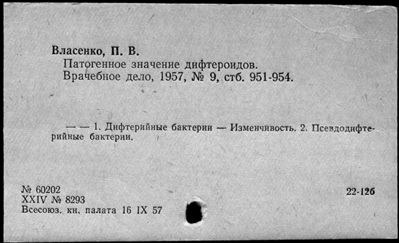 Власенко, П. В.
Патогенное значение дифтероидов.
Врачебное дело, 1957, № 9, стб. 951-954.
— — 1. Дифтерийные бактерии — Изменчивость. 2. Псевдодифте-
рийные бактерии.
№ 60202
22-126
XXIV № 8293
Всесоюз. кн. палата 16 IX 57